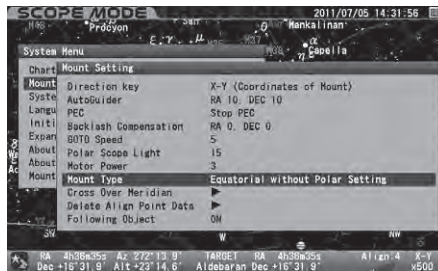 SCOPE MODE 2011/07/05 14:31:56
Procyon Mankalinan
ε γ μ M37 α
System Menu η Capella
Chart Mount Setting
Mount Direction key X-Y (Coordinates of Mount)
Syste AutoGuider RA 10, DEC 10
Langu PEC Stop PEC
Initi Backlash Compensation RA 0, DEC 0
Expan GOTO Speed 5
About Polar Scope Light 15
About Motor Power 3
Mount Mount Type Equatorial without Polar Setting
Cross Over Meridian
Delete Align Point Data
Following Object ON
SW W NW
RA 4h36m35s Az 272°13.9' TARGET RA 4h36m35s Align:4 X-Y
Dec +16°31.9' Alt +23°14.6' Aldebaran Dec +16°31.9' x500